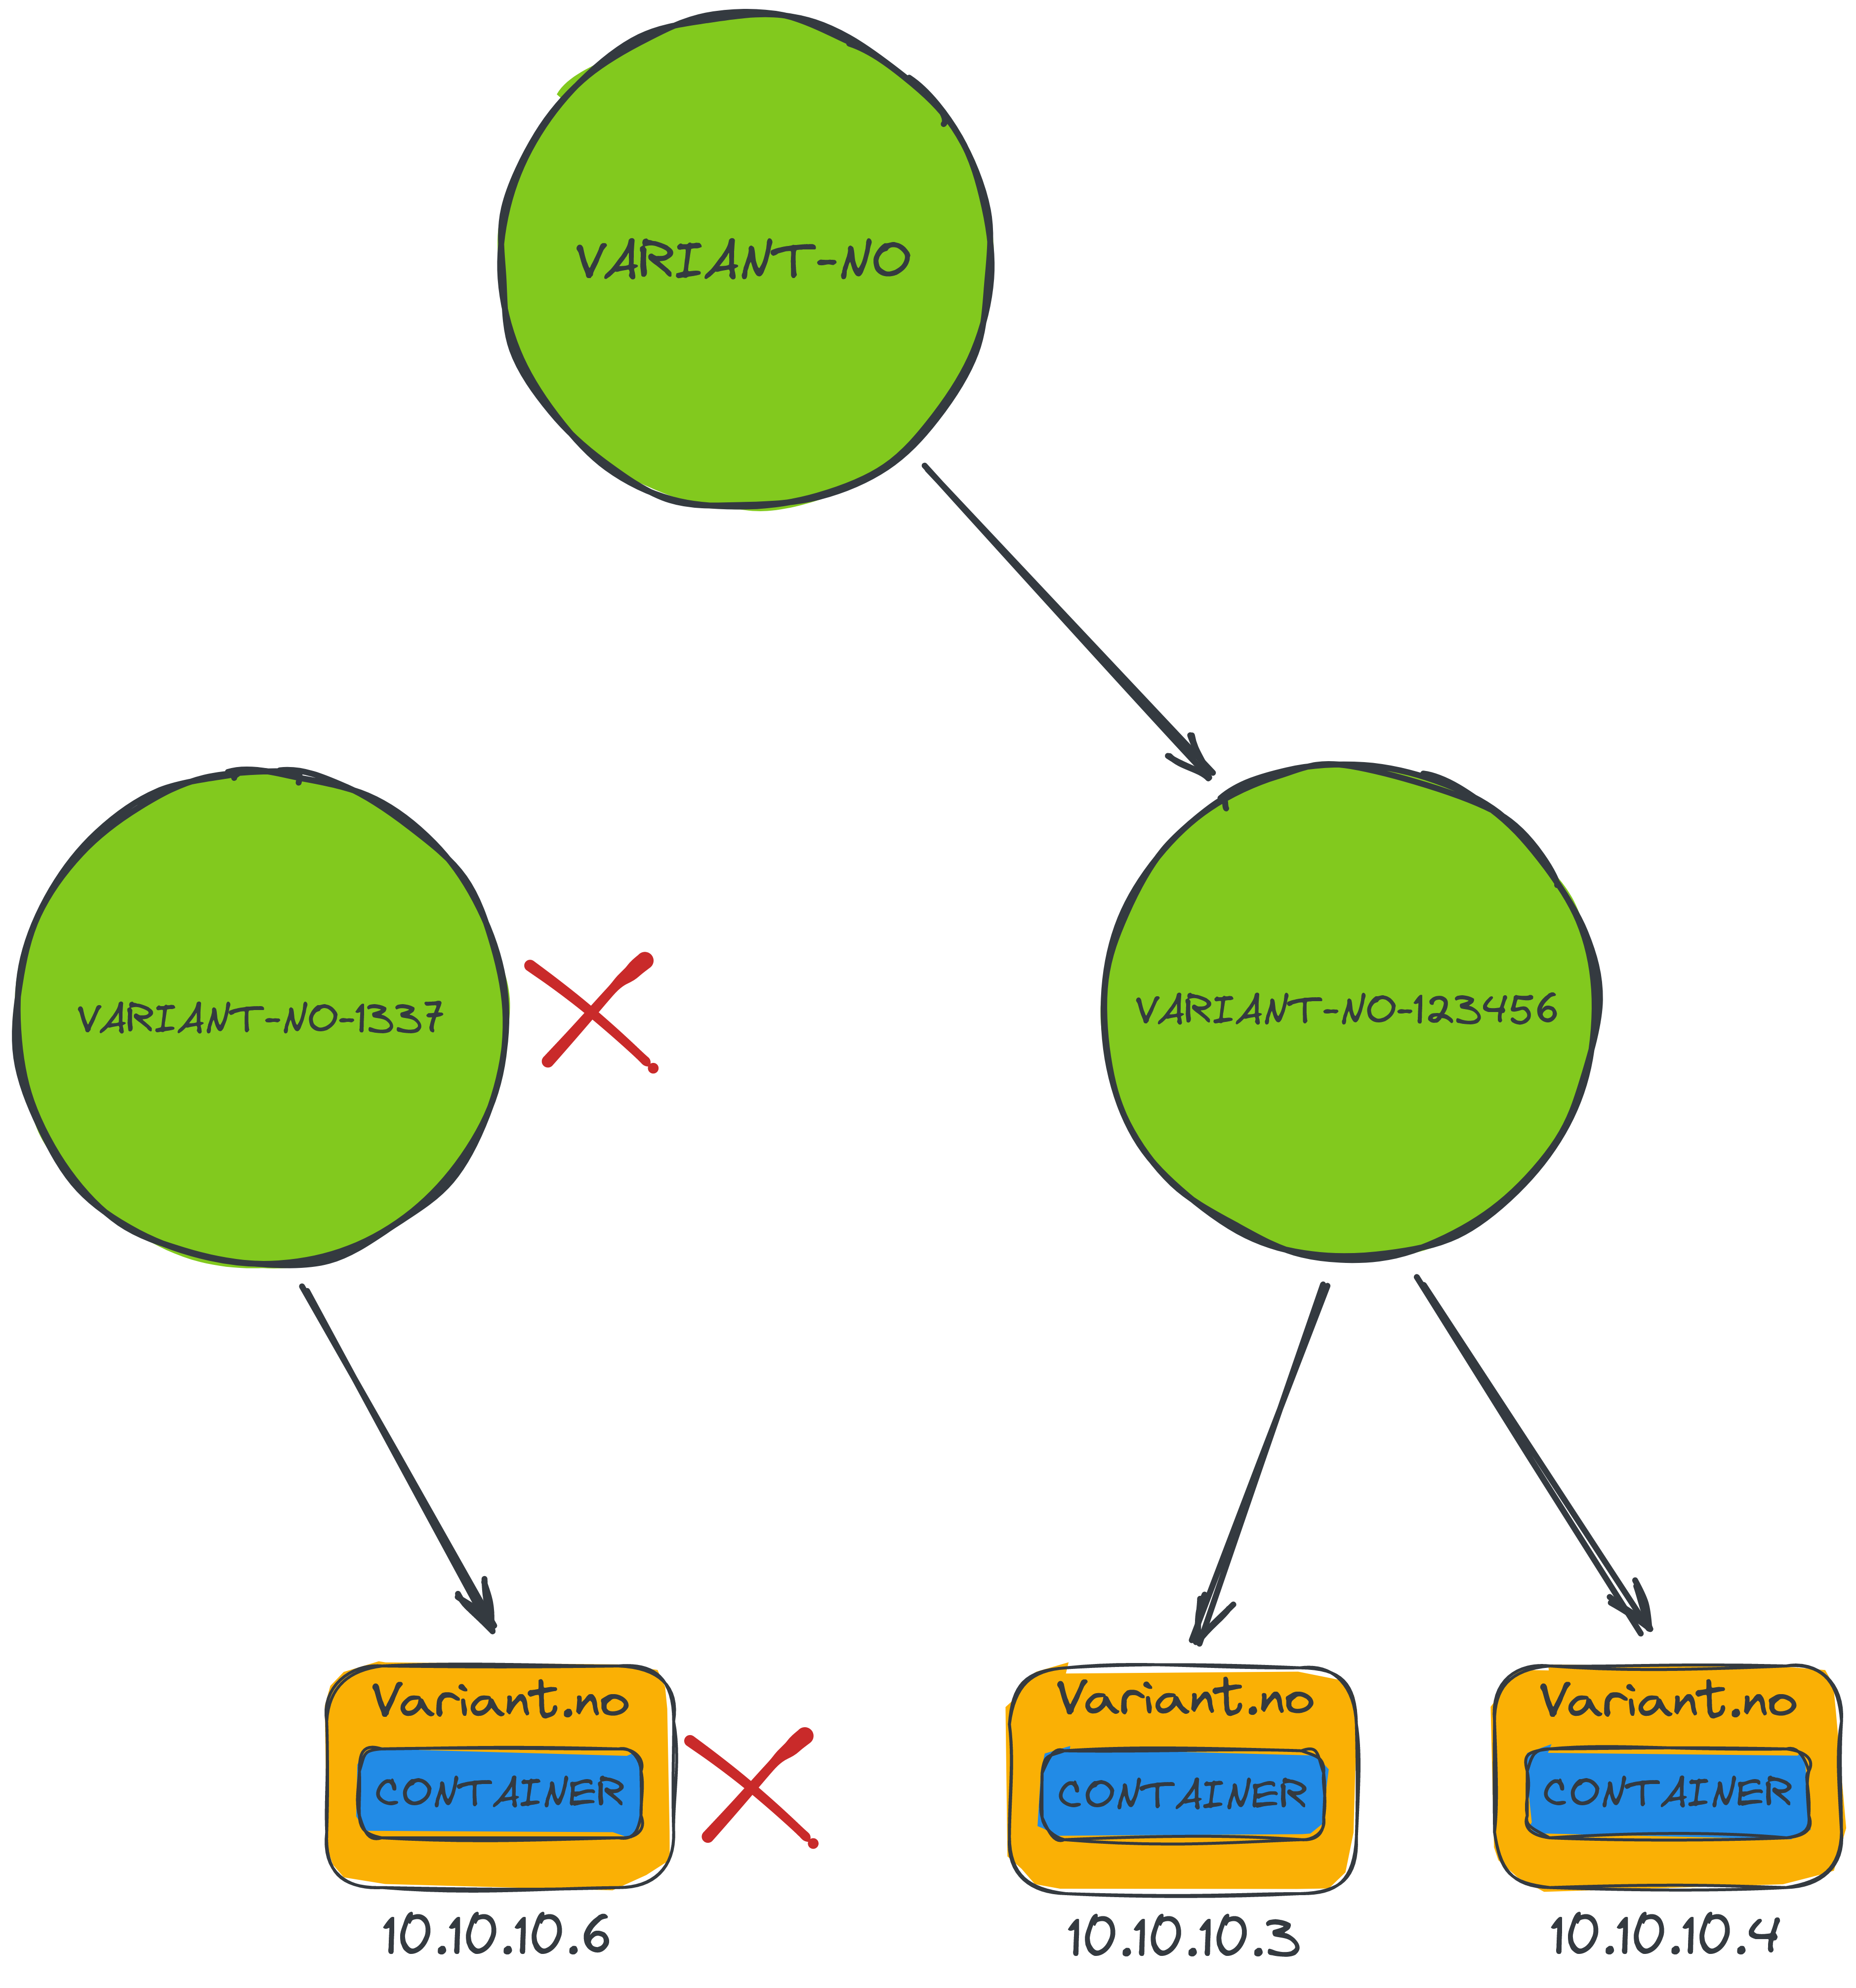 VARIANT-NO
VARIANT-NO-1337
VARIANT-NO-123456
Variant.no
CONTAINER
10.10.10.6
Variant.no
CONTAINER
10.10.10.3
Variant.no
CONTAINER
10.10.10.4